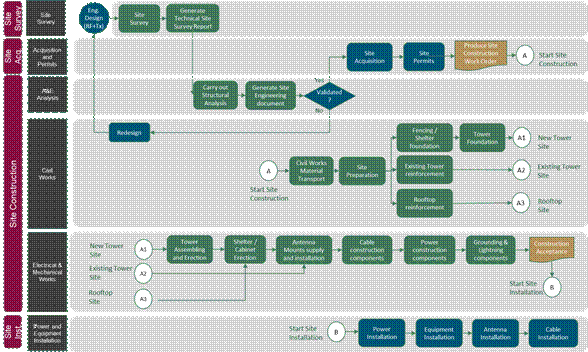 Site
Survey
Site
Survey
Eng.
Design
(RF+Tx)
Site
Survey
Generate
Technical Site
Survey Report
Site
Acq.
Acquisition
and
Permits
Site
Acquisition
Site
Permits
Produce Site
Construction
Work Order
A
Start Site
Construction
Site Construction
A&E
Analysis
Carry out
Structural
Analysis
Generate Site
Engineering
document
Yes
Validated
?
No
Redesign
Civil
Works
A
Start Site
Construction
Civil Works
Material
Transport
Site
Preparation
Fencing /
Shelter
foundation
Tower
Foundation
A1
New Tower
Site
Existing Tower
reinforcement
A2
Existing Tower
Site
Rooftop
reinforcement
A3
Rooftop
Site
Electrical &
Mechanical
Works
New Tower
Site
A1
Tower
Assembling
and Erection
Shelter /
Cabinet
Erection
Antenna
Mounts supply
and installation
Cable
construction
components
Power
construction
components
Grounding &
Lightning
components
Construction
Acceptance
Existing Tower
Site
A2
Rooftop
Site
A3
Start Site
Installation
B
Site
Inst.
Power and
Equipment
Installation
Start Site
Installation
B
Power
Installation
Equipment
Installation
Antenna
Installation
Cable
Installation